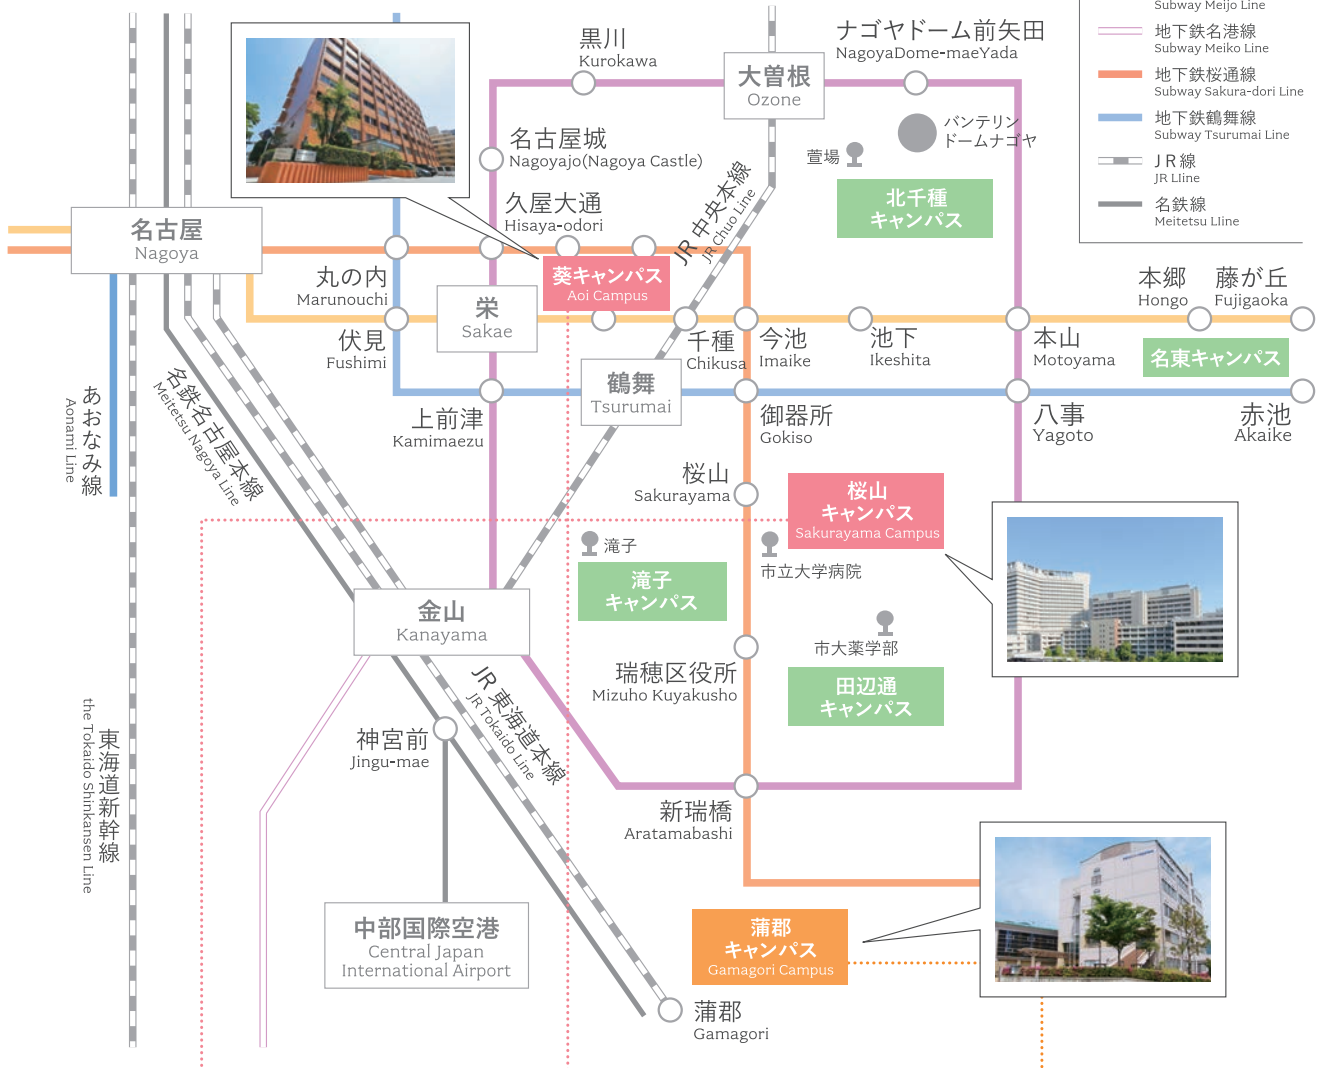 Subway Meijo Line
地下鉄名港線
Subway Meiko Line
地下鉄桜通線
Subway Sakura-dori Line
地下鉄鶴舞線
Subway Tsurumai Line
JR線
JR LIine
名鉄線
Meitetsu LIine
黒川
Kurokawa
大曽根
Ozone
ナゴヤドーム前矢田
NagoyaDome-maeYada
バンテリン
ドームナゴヤ
萱場
北千種
キャンパス
名古屋城
Nagoyajo(Nagoya Castle)
久屋大通
Hisaya-odori
JR 中央本線
JR Chuo Line
名古屋
Nagoya
丸の内
Marunouchi
葵キャンパス
Aoi Campus
栄
Sakae
伏見
Fushimi
千種
Chikusa
今池
Imaike
池下
Ikeshita
本山
Motoyama
本郷
Hongo
藤が丘
Fujigaoka
名東キャンパス
上前津
Kamimaezu
鶴舞
Tsurumai
御器所
Gokiso
八事
Yagoto
赤池
Akaike
あおなみ線
Aonami Line
名鉄名古屋本線
Meitetsu Nagoya Line
桜山
Sakurayama
桜山
キャンパス
Sakurayama Campus
滝子
滝子
キャンパス
市立大学病院
金山
Kanayama
市大薬学部
田辺通
キャンパス
瑞穂区役所
Mizuho Kuyakusho
JR 東海道本線
JR Tokaido Line
神宮前
Jingu-mae
東海道新幹線
the Tokaido Shinkansen Line
新瑞橋
Aratamabashi
中部国際空港
Central Japan
International Airport
蒲郡
キャンパス
Gamagori Campus
蒲郡
Gamagori